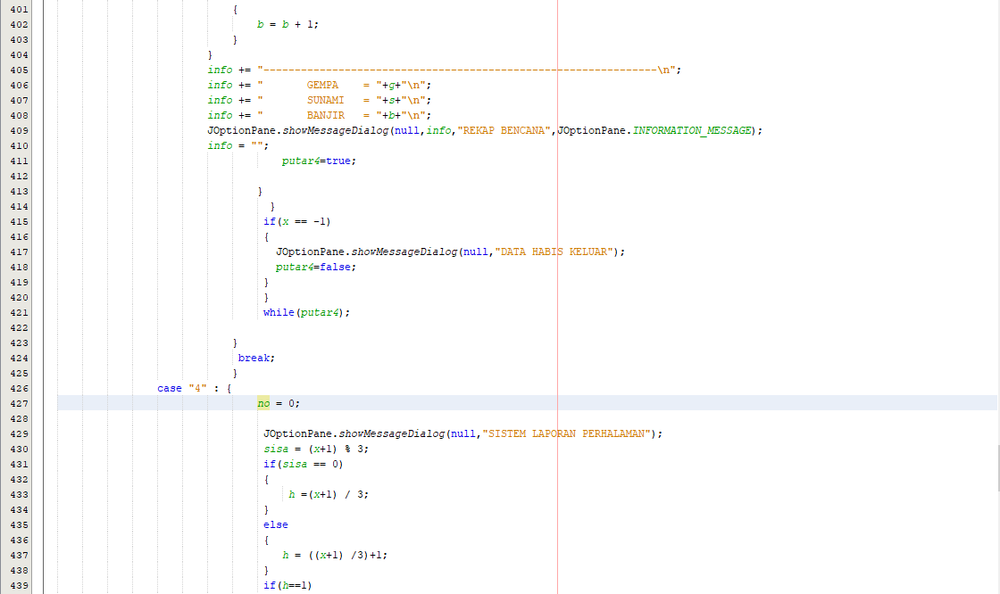 401 {
402 b = b + 1;
403 }
404 }
405 info += "---------------------------------------------------------------\n";
406 info += "       GEMPA    = "+g+"\n";
407 info += "       SUNAMI   = "+s+"\n";
408 info += "       BANJIR   = "+b+"\n";
409 JOptionPane.showMessageDialog(null,info,"REKAP BENCANA",JOptionPane.INFORMATION_MESSAGE);
410 info = "";
411 putar4=true;
412
413 }
414 }
415 if(x == -1)
416 {
417 JOptionPane.showMessageDialog(null,"DATA HABIS KELUAR");
418 putar4=false;
419 }
420 }
421 while(putar4);
422
423 }
424 break;
425 }
426 case "4" : {
427 no = 0;
428
429 JOptionPane.showMessageDialog(null,"SISTEM LAPORAN PERHALAMAN");
430 sisa = (x+1) % 3;
431 if(sisa == 0)
432 {
433 h =(x+1) / 3;
434 }
435 else
436 {
437 h = ((x+1) /3)+1;
438 }
439 if(h==1)